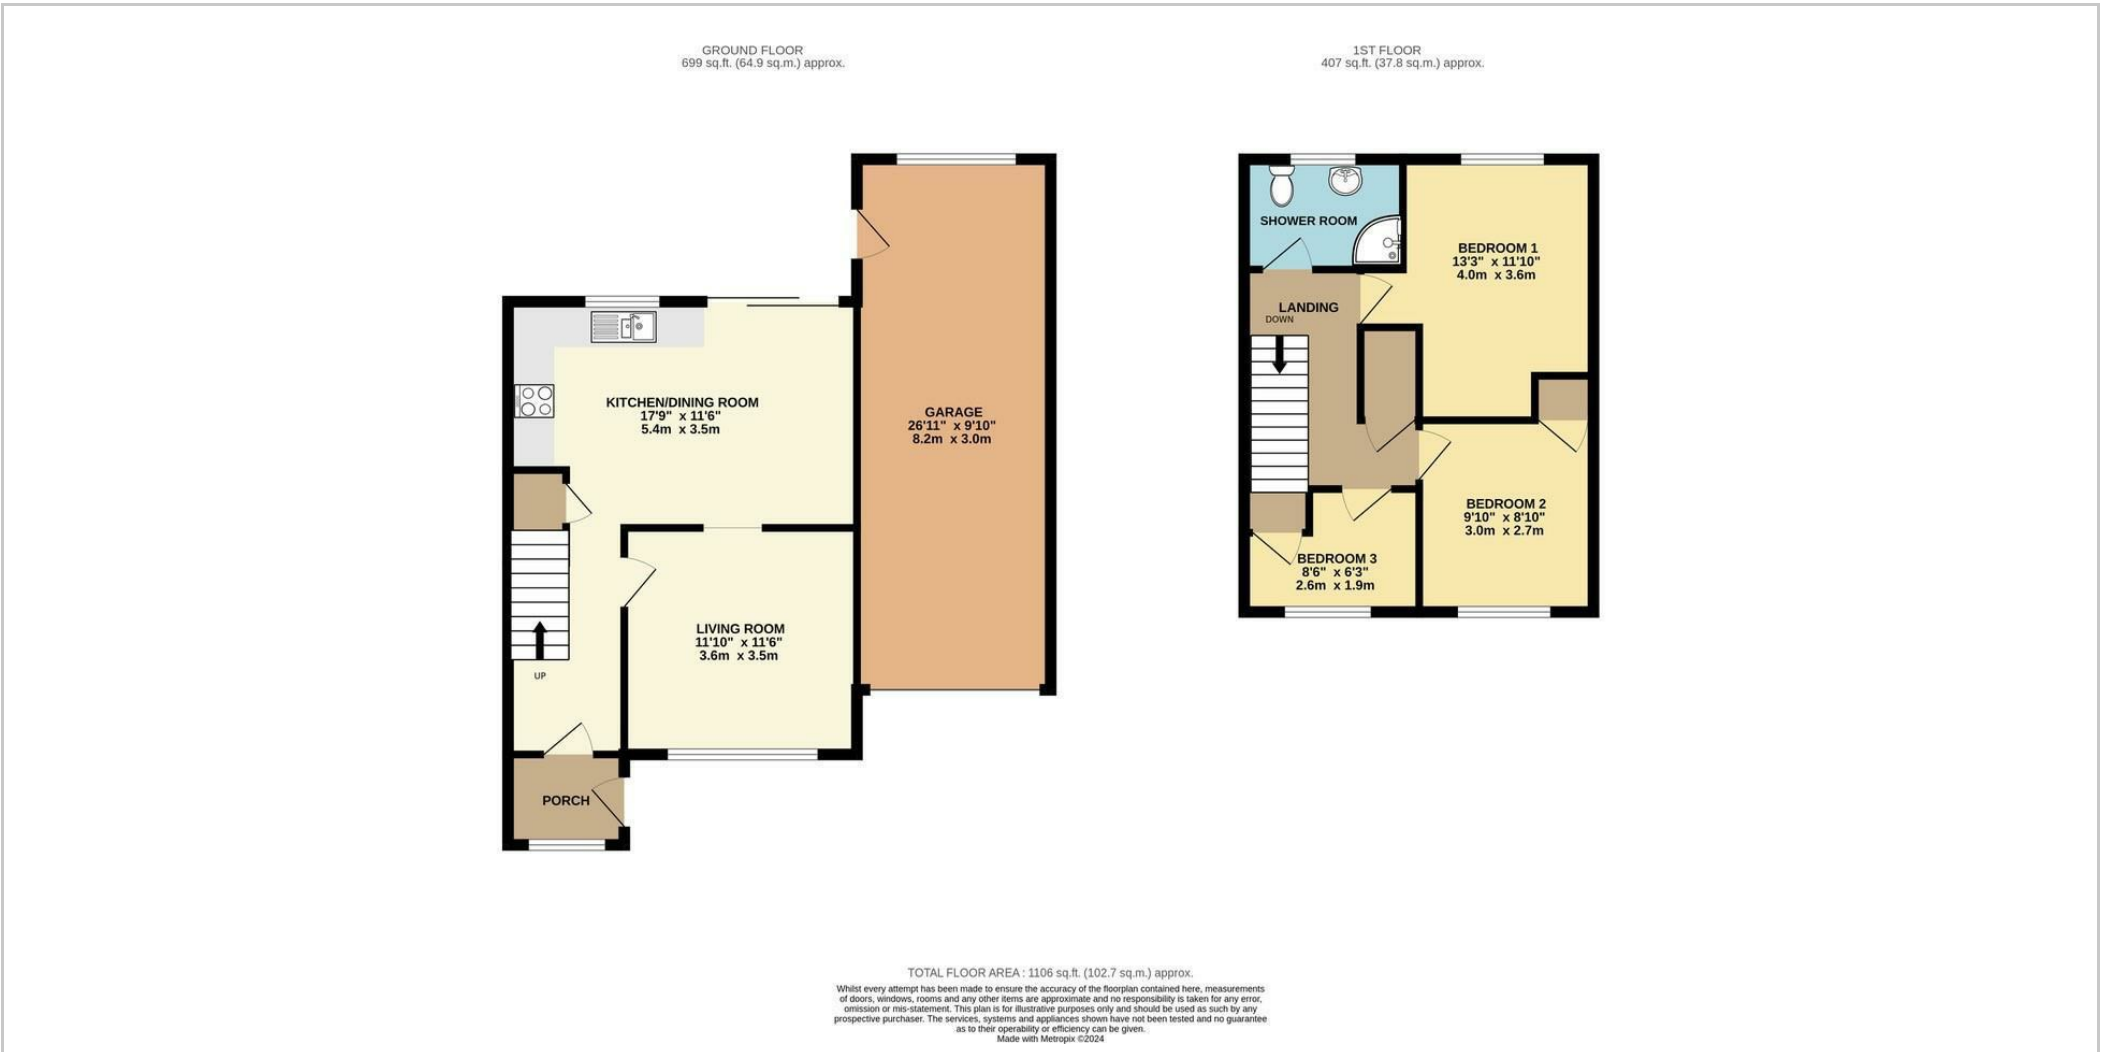 GROUND FLOOR
699 sq.ft. (64.9 sq.m.) approx.
1ST FLOOR
407 sq.ft. (37.8 sq.m.) approx.
KITCHEN/DINING ROOM
17'9" x 11'6"
5.4m x 3.5m
GARAGE
26'11" x 9'10"
8.2m x 3.0m
LIVING ROOM
11'10" x 11'6"
3.6m x 3.5m
UP
PORCH
SHOWER ROOM
BEDROOM 1
13'3" x 11'10"
4.0m x 3.6m
LANDING
DOWN
BEDROOM 2
9'10" x 8'10"
3.0m x 2.7m
BEDROOM 3
8'6" x 6'3"
2.6m x 1.9m
TOTAL FLOOR AREA : 1106 sq.ft. (102.7 sq.m.) approx.
Whilst every attempt has been made to ensure the accuracy of the floorplan contained here, measurements
of doors, windows, rooms and any other items are approximate and no responsibility is taken for any error,
omission or mis-statement. This plan is for illustrative purposes only and should be used as such by any
prospective purchaser. The services, systems and appliances shown have not been tested and no guarantee
as to their operability or efficiency can be given.
Made with Metropix ©2024